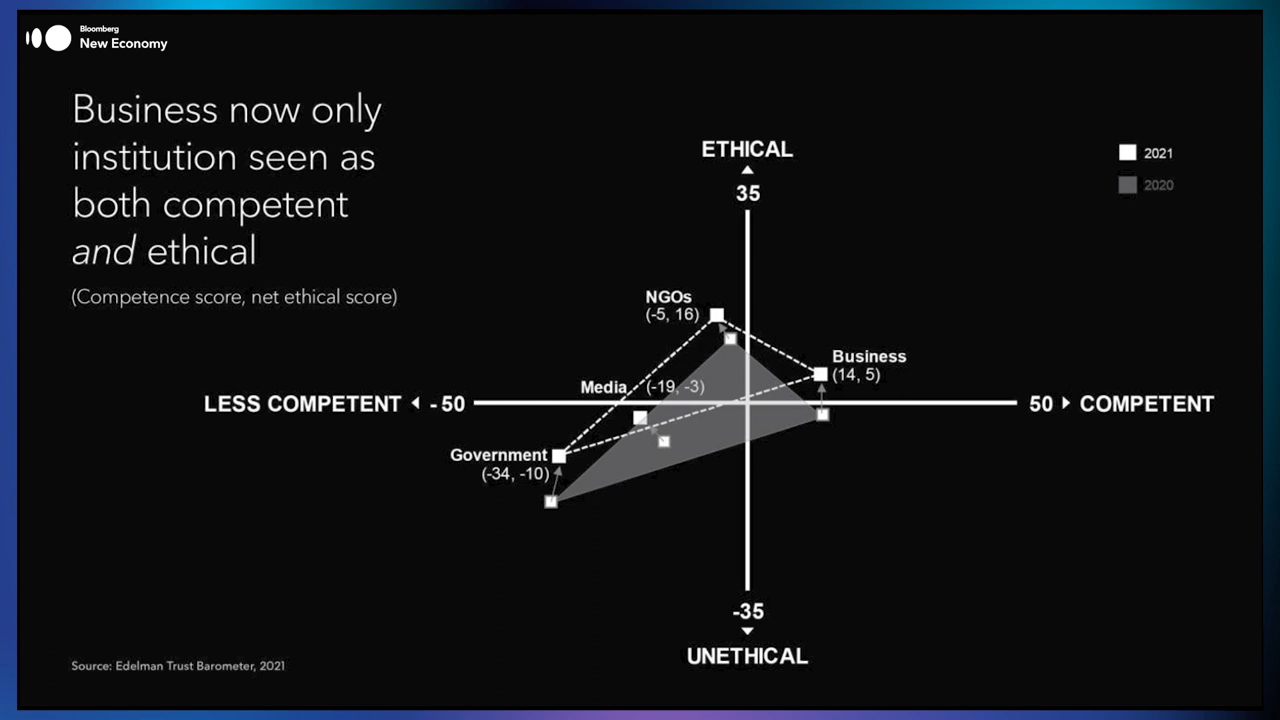 Bloomberg
New Economy
Business now only
institution seen as
both competent
and ethical
(Competence score, net ethical score)
ETHICAL
35
2021
2020
NGOs
(-5, 16)
Business
(14, 5)
Media
(-19, -3)
LESS COMPETENT
-50
50
COMPETENT
Government
(-34, -10)
-35
UNETHICAL
Source: Edelman Trust Barometer, 2021